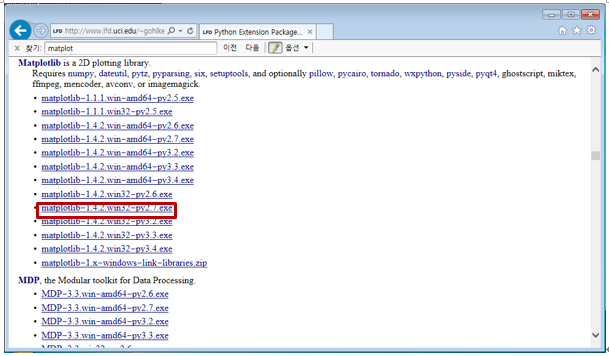 LFD http://www.lfd.uci.edu/~gohlke
LFD Python Extension Package...
× 찾기: matplot 이전 다음 옵션
Matplotlib is a 2D plotting library.
Requires numpy, dateutil, pytz, pyparsing, six, setuptools, and optionally pillow, pycairo, tornado, wxpython, pyside, pyqt4, ghostscript, miktex,
ffmpeg, mencoder, avconv, or imagemagick.
• matplotlib-1.1.1.win-amd64-py2.5.exe
• matplotlib-1.1.1.win32-py2.5.exe
• matplotlib-1.4.2.win-amd64-py2.6.exe
• matplotlib-1.4.2.win-amd64-py2.7.exe
• matplotlib-1.4.2.win-amd64-py3.2.exe
• matplotlib-1.4.2.win-amd64-py3.3.exe
• matplotlib-1.4.2.win-amd64-py3.4.exe
• matplotlib-1.4.2.win32-py2.6.exe
• matplotlib-1.4.2.win32-py2.7.exe
• matplotlib-1.4.2.win32-py3.2.exe
• matplotlib-1.4.2.win32-py3.3.exe
• matplotlib-1.4.2.win32-py3.4.exe
• matplotlib-1.x-windows-link-libraries.zip
MDP, the Modular toolkit for Data Processing.
• MDP-3.3.win-amd64-py2.6.exe
• MDP-3.3.win-amd64-py2.7.exe
• MDP-3.3.win-amd64-py3.2.exe
• MDP-3.3.win-amd64-py3.3.exe